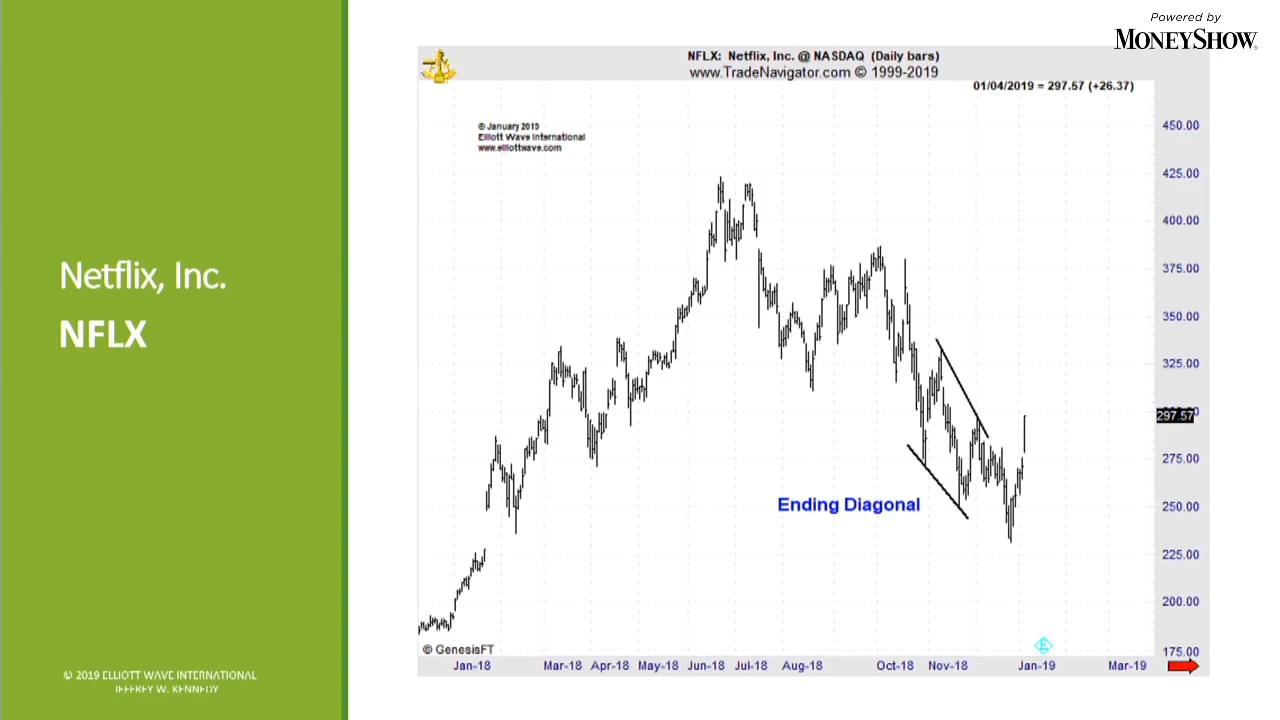 Powered by
MONEYSHOW
NFLX: Netflix, Inc. @ NASDAQ (Daily bars)
www.TradeNavigator.com © 1999-2019
01/04/2019 = 297.57 (+26.37)
© January 2019
Elliott Wave International
www.elliottwave.com
450.00
425.00
400.00
375.00
350.00
325.00
297.57
275.00
250.00
225.00
200.00
175.00
Netflix, Inc.
NFLX
Ending Diagonal
© GenesisFT
E
Jan-18 Mar-18 Apr-18 May-18 Jun-18 Jul-18 Aug-18 Oct-18 Nov-18 Jan-19 Mar-19
© 2019 ELLIOTT WAVE INTERNATIONAL
JEFFREY W. KENNEDY